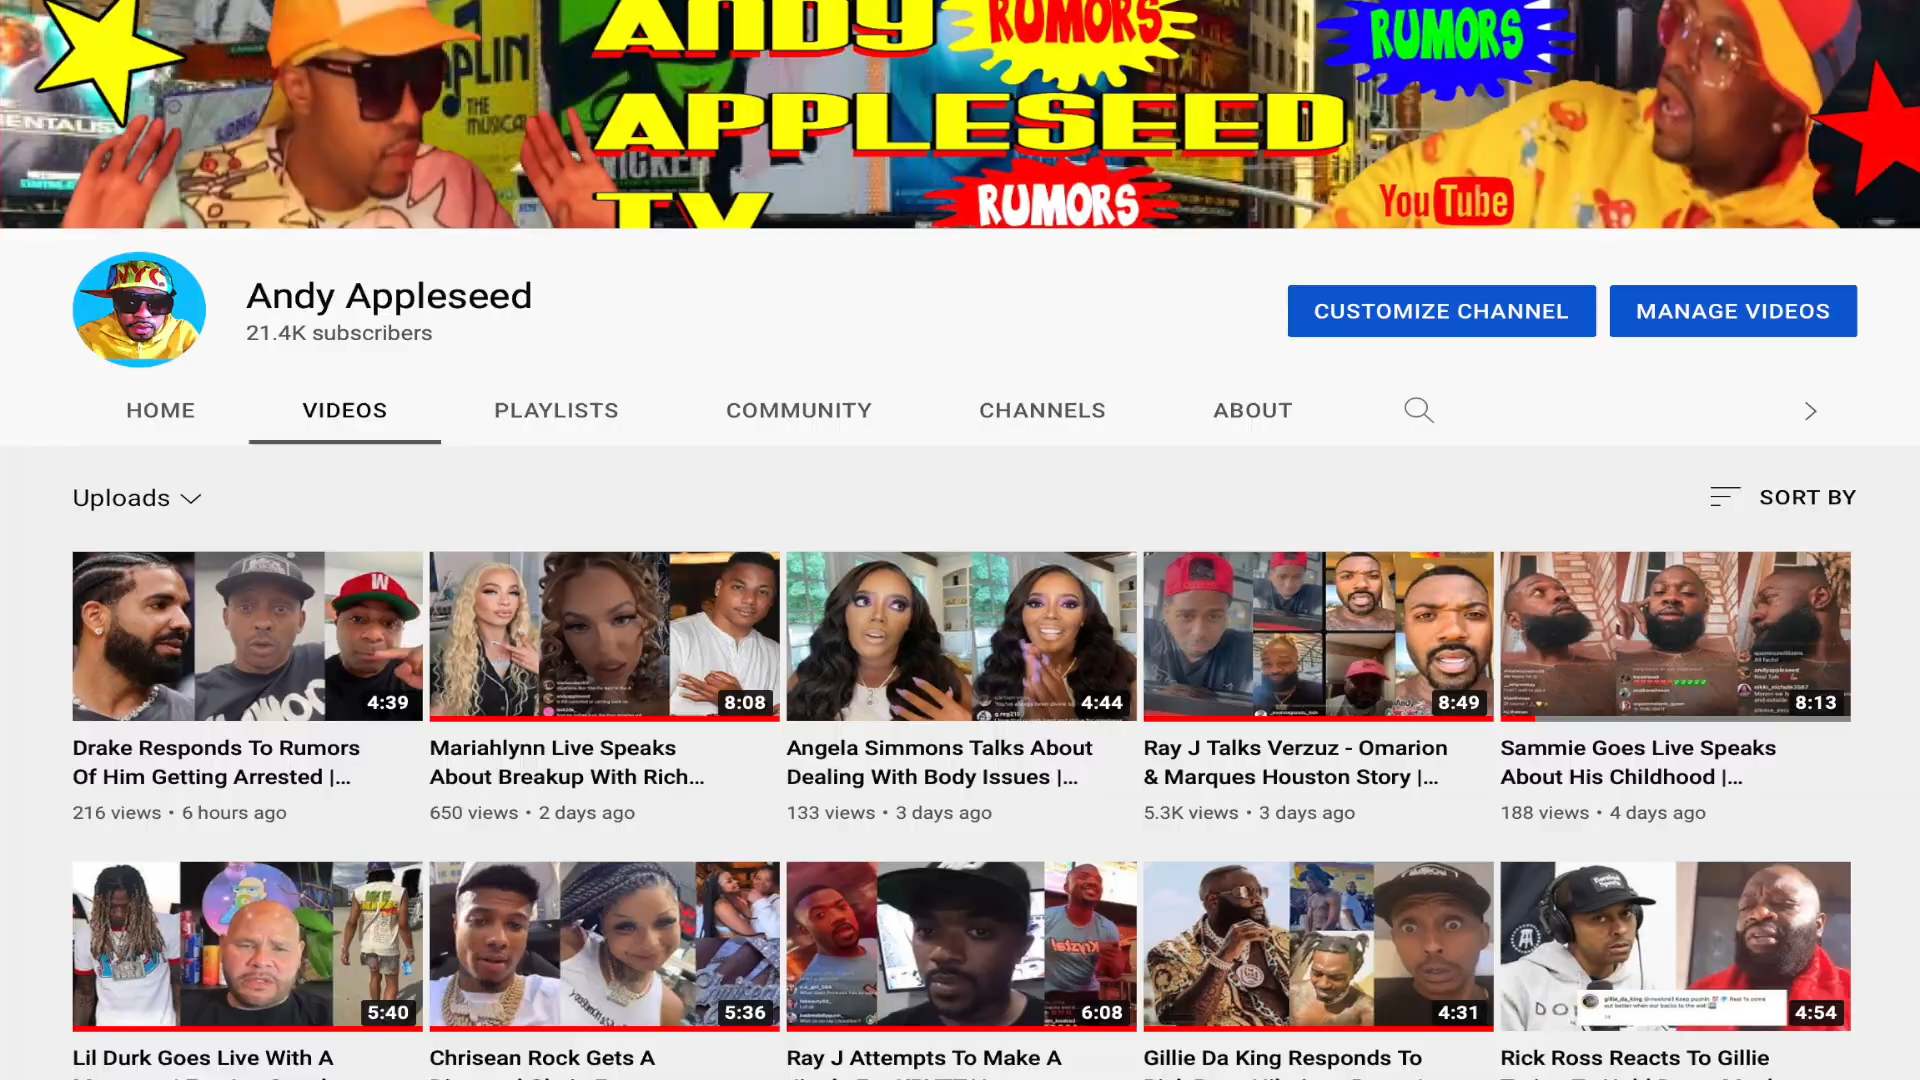 ANDY
RUMORS
RUMORS
APPLESEED
TV
RUMORS
YouTube
THE
MUSICAL
NYC
Andy Appleseed
21.4K subscribers
CUSTOMIZE CHANNEL
MANAGE VIDEOS
HOME
VIDEOS
PLAYLISTS
COMMUNITY
CHANNELS
ABOUT
Uploads
SORT BY
W
4:39
8:08
4:44
8:49
8:13
Drake Responds To Rumors
Of Him Getting Arrested |...
216 views • 6 hours ago
Mariahlynn Live Speaks
About Breakup With Rich...
650 views • 2 days ago
Angela Simmons Talks About
Dealing With Body Issues |...
133 views • 3 days ago
Ray J Talks Verzuz - Omarion
& Marques Houston Story |...
5.3K views • 3 days ago
Sammie Goes Live Speaks
About His Childhood |...
188 views • 4 days ago
5:40
5:36
6:08
4:31
4:54
Lil Durk Goes Live With A
Chrisean Rock Gets A
Ray J Attempts To Make A
Gillie Da King Responds To
Rick Ross Reacts To Gillie